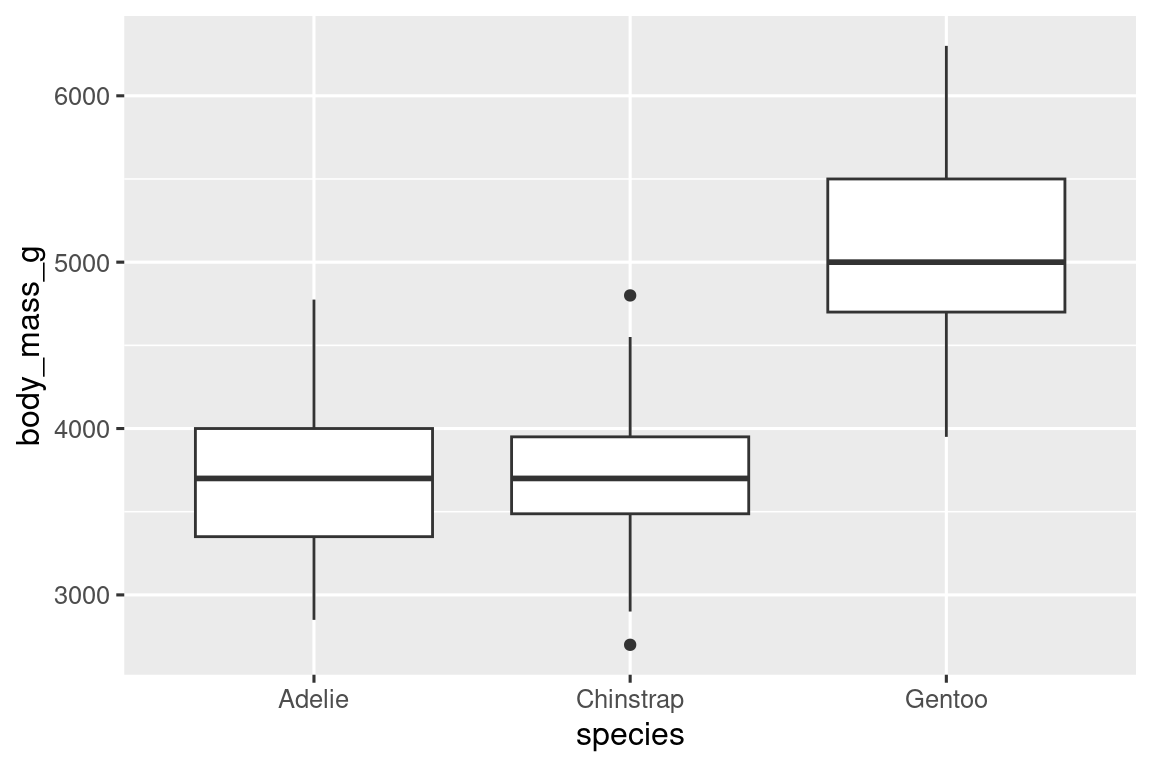 body_mass_g
6000
5000
4000
3000
Adelie Chinstrap Gentoo
species